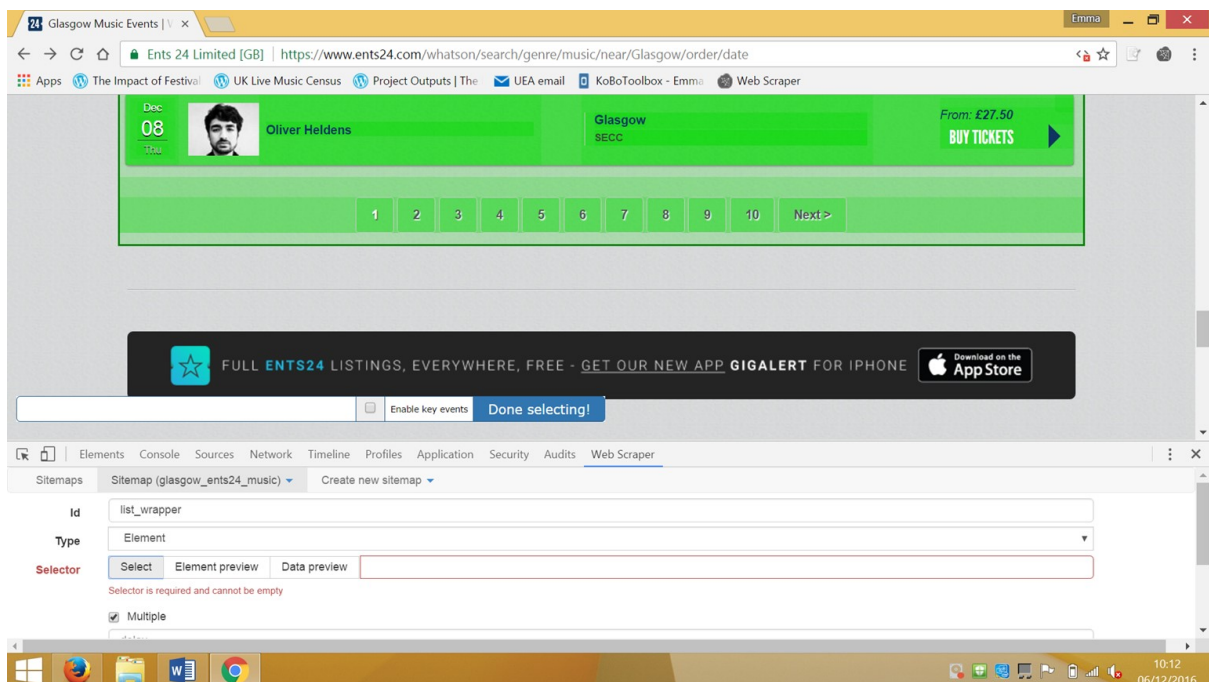 24 Glasgow Music Events | \
Emma
Ents 24 Limited [GB] | https://www.ents24.com/whatson/search/genre/music/near/Glasgow/order/date
Apps The Impact of Festival UK Live Music Census Project Outputs | The UEA email KoBoToolbox - Emma Web Scraper
Dec
08
Thu
Oliver Heldens
Glasgow
SECC
From: £27.50
BUY TICKETS
1 2 3 4 5 6 7 8 9 10 Next >
FULL ENTS24 LISTINGS, EVERYWHERE, FREE - GET OUR NEW APP GIGALERT FOR IPHONE
Download on the
App Store
Enable key events Done selecting!
Elements Console Sources Network Timeline Profiles Application Security Audits Web Scraper
Sitemaps Sitemap (glasgow_ents24_music) Create new sitemap
Id list_wrapper
Type Element
Selector Select Element preview Data preview
Selector is required and cannot be empty
Multiple
10:12
06/12/2016